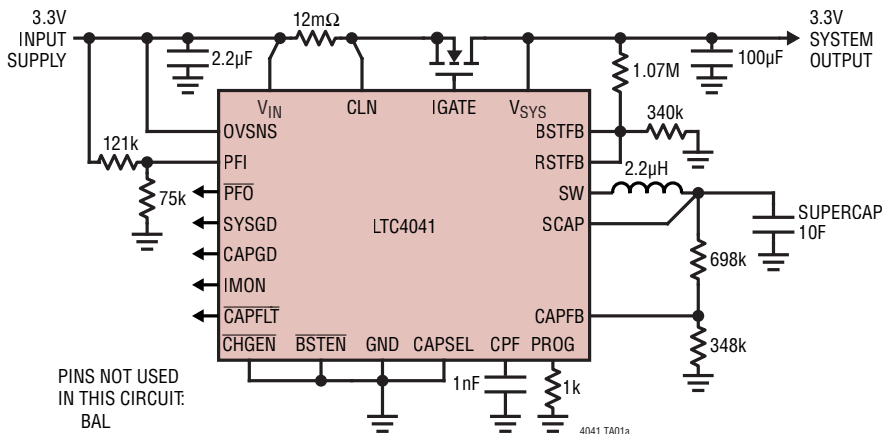 3.3V
INPUT
SUPPLY
12mΩ
3.3V
SYSTEM
OUTPUT
2.2µF
100µF
1.07M
VIN
CLN
IGATE
VSYS
OVSNS
BSTFB
340k
121k
PFI
RSTFB
75k
2.2µH
PFO
SW
SYSGD
LTC4041
SCAP
SUPERCAP
10F
CAPGD
698k
IMON
CAPFLT
CAPFB
CHGEN
BSTEN
GND
CAPSEL
CPF
PROG
348k
PINS NOT USED
IN THIS CIRCUIT:
BAL
1nF
1k
4041 TA01a